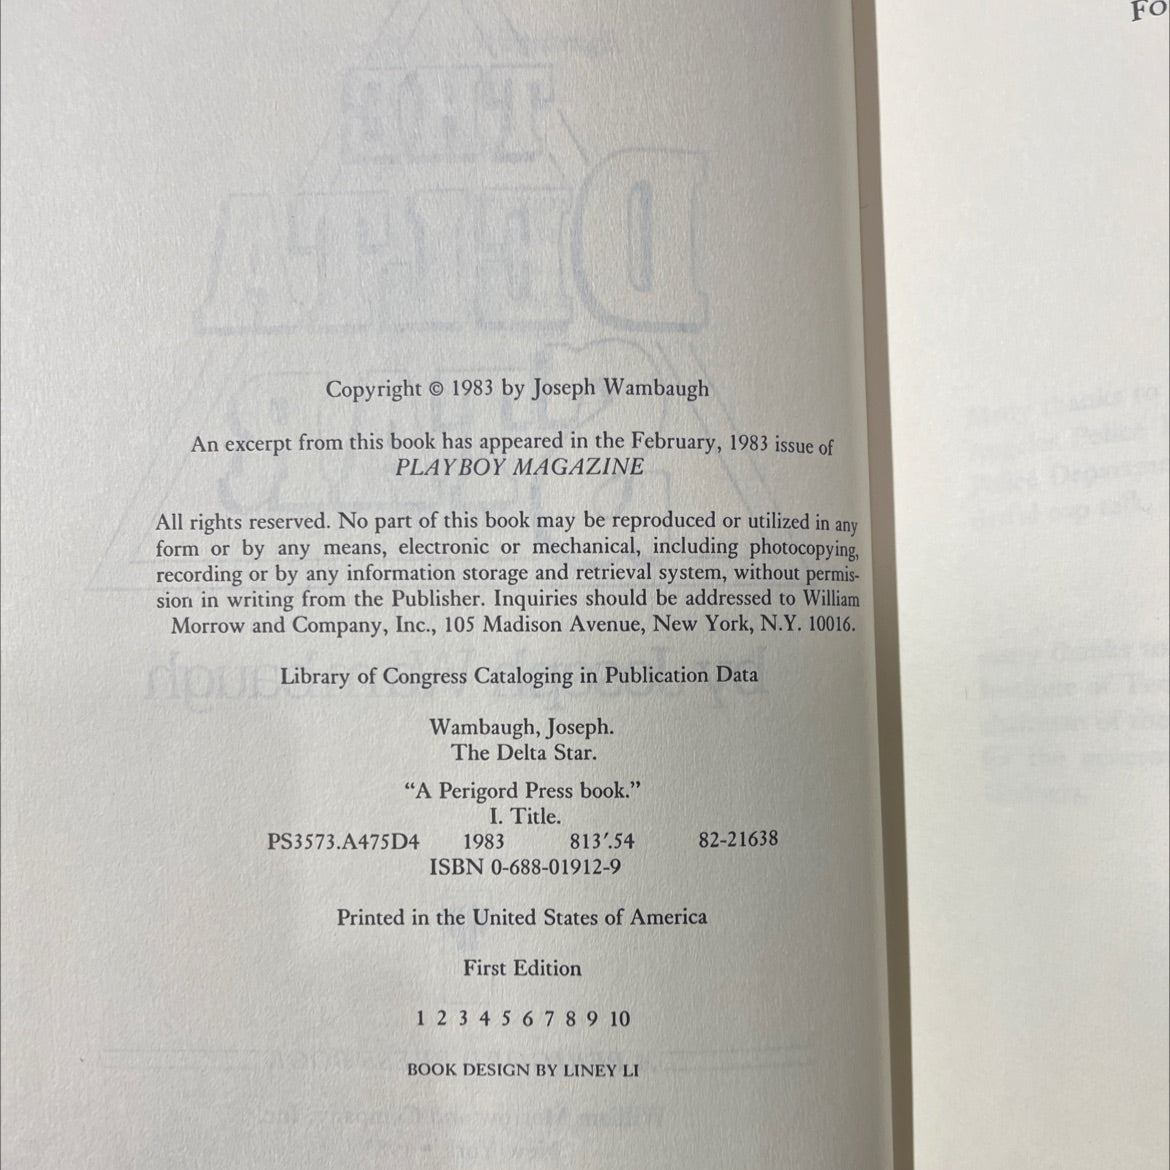 Copyright © 1983 by Joseph Wambaugh
An excerpt from this book has appeared in the February, 1983 issue of
PLAYBOY MAGAZINE
All rights reserved. No part of this book may be reproduced or utilized in any
form or by any means, electronic or mechanical, including photocopying,
recording or by any information storage and retrieval system, without permis-
sion in writing from the Publisher. Inquiries should be addressed to William
Morrow and Company, Inc., 105 Madison Avenue, New York, N.Y. 10016.
Library of Congress Cataloging in Publication Data
Wambaugh, Joseph.
The Delta Star.
“A Perigord Press book.”
I. Title.
PS3573.A475D4 1983 813′.54 82-21638
ISBN 0-688-01912-9
Printed in the United States of America
First Edition
1 2 3 4 5 6 7 8 9 10
BOOK DESIGN BY LINEY LI
FO